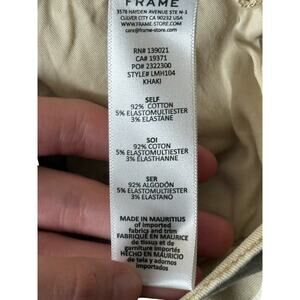 FRAME
3578 HAYDEN AVENUE STE N-1
CULVER CITY CA 90232 USA
WWW.FRAME-STORE.COM
care@frame-store.com
RN# 139021
CA# 19371
PO# 2322300
STYLE# LMH104
KHAKI
SELF
92% COTTON
5% ELASTOMULTIESTER
3% ELASTANE
SOI
92% COTTON
5% ELASTOMULTIESTER
3% ELASTHANNE
SER
92% ALGODÓN
5% ELASTOMULTIESTER
3% ELASTANO
MADE IN MAURITIUS
of imported
fabrics and trim
FABRIQUÉ EN MAURICE
de tissus et de
garniture importés
HECHO EN MAURICIO
de tela y adornos
importados